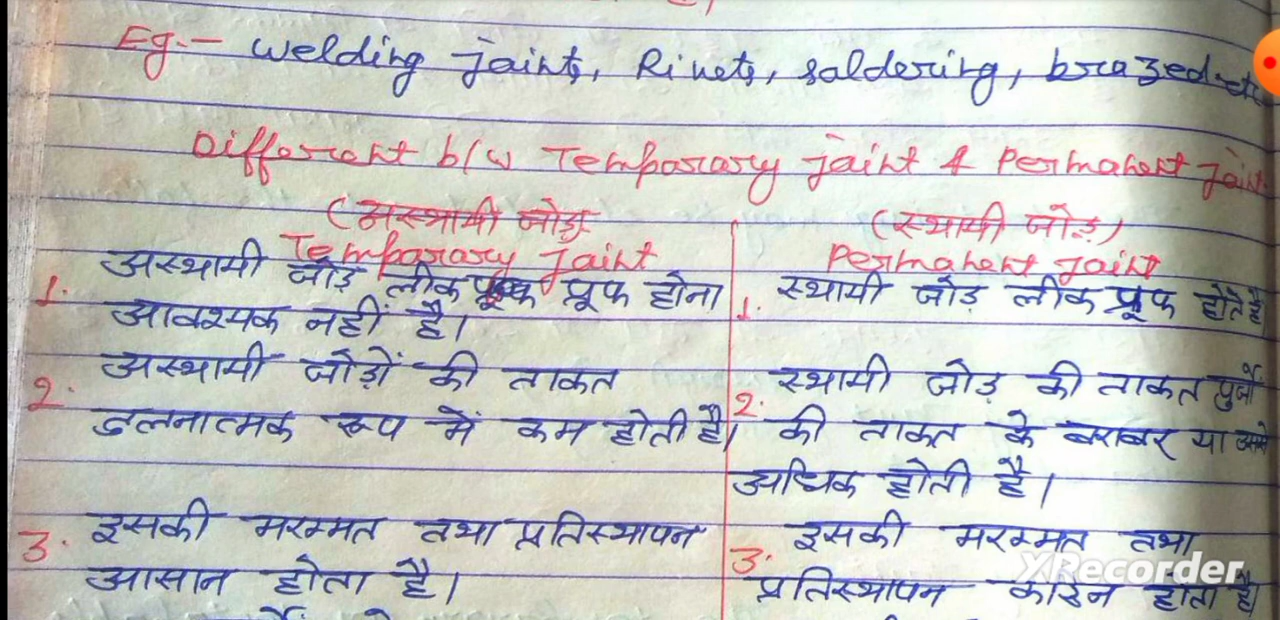 Eg.- Welding Joints, Rivets, soldering, brazed etc
Different b/w Temporary joint & Permanent Joint
(अस्थायी जोड़) (स्थायी जोड़)
Temporary Joint Permanent Joint
1. अस्थायी जोड़ लीक प्रूफ होना
आवश्यक नहीं है।
2. अस्थायी जोड़ों की ताकत
तुलनात्मक रूप में कम होती है।
3. इसकी मरम्मत तथा प्रतिस्थापन
आसान होता है।
1. स्थायी जोड़ लीक प्रूफ होते है
2. स्थायी जोड़ की ताकत पुर्जो
की ताकत के बराबर या उससे
अधिक होती है।
3. इसकी मरम्मत तथा
प्रतिस्थापन कठिन होता है।
XRecorder